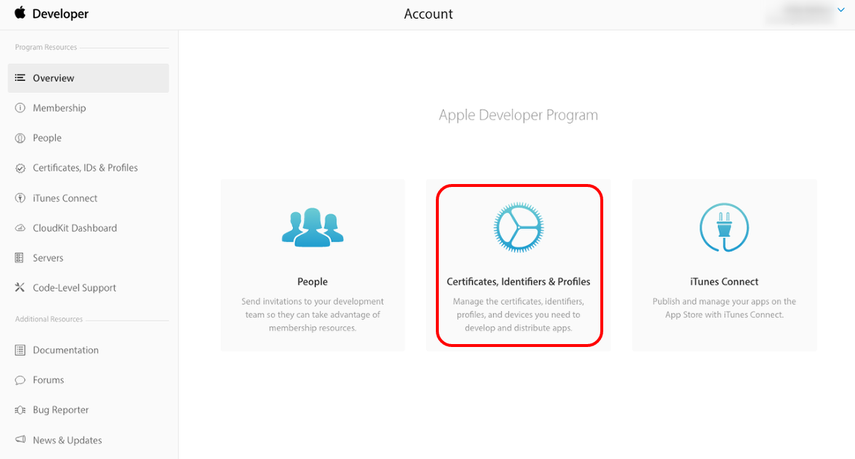 Developer
Account
Program Resources
Overview
Membership
People
Certificates, IDs & Profiles
iTunes Connect
CloudKit Dashboard
Servers
Code-Level Support
Additional Resources
Documentation
Forums
Bug Reporter
News & Updates
Apple Developer Program
People
Send invitations to your development
team so they can take advantage of
membership resources.
Certificates, Identifiers & Profiles
Manage the certificates, identifiers,
profiles, and devices you need to
develop and distribute apps.
iTunes Connect
Publish and manage your apps on the
App Store with iTunes Connect.